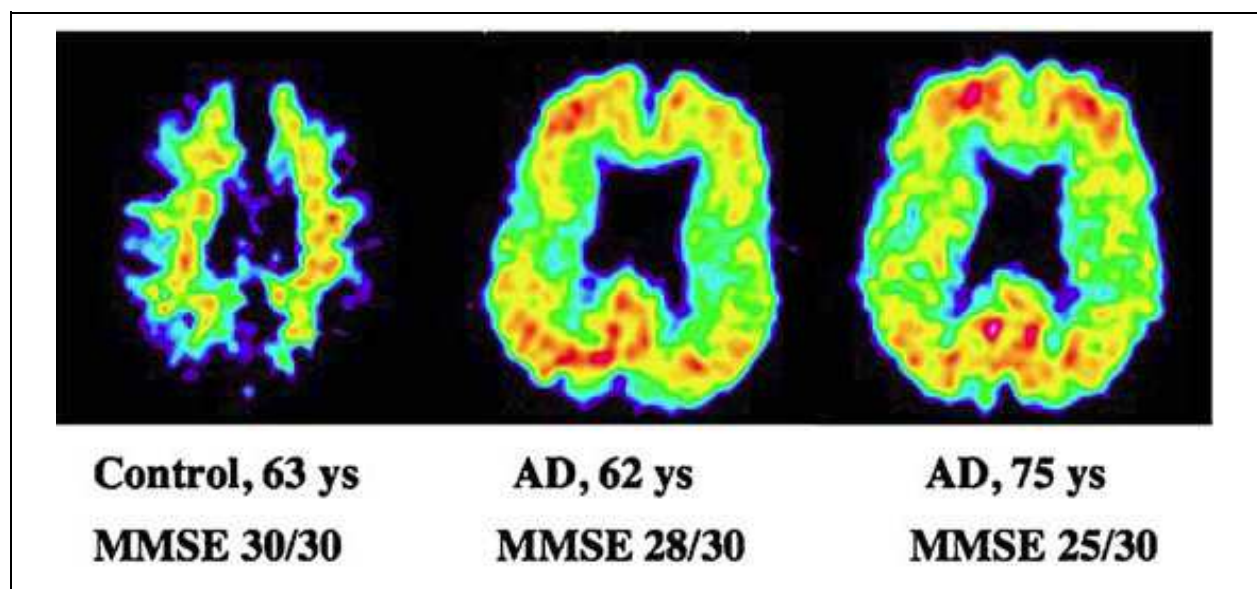 Control, 63 ys
AD, 62 ys
AD, 75 ys
MMSE 30/30
MMSE 28/30
MMSE 25/30